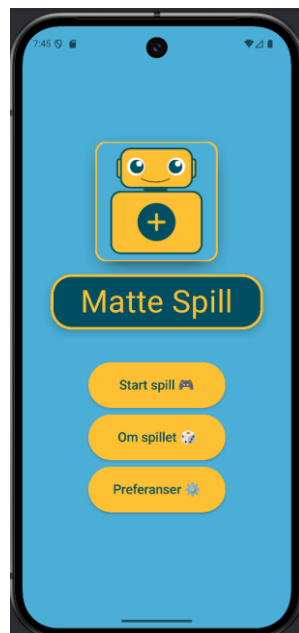 7:45
+
Matte Spill
Start spill 🎮
Om spillet 🎲
Preferanser ⚙️